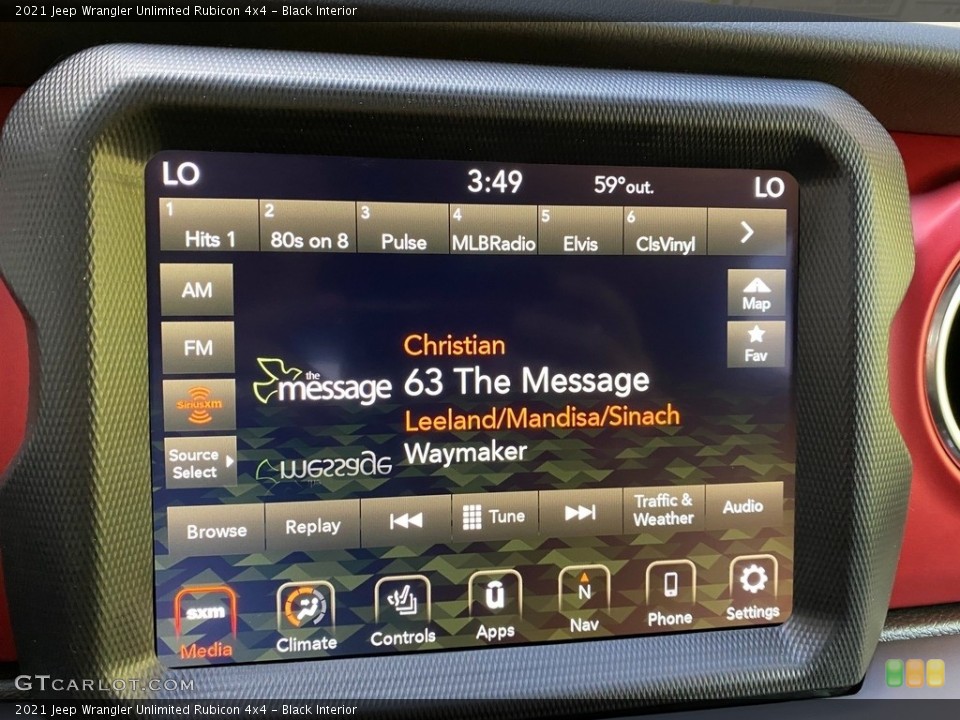 2021 Jeep Wrangler Unlimited Rubicon 4x4 - Black Interior
LO 3:49 59°out. LO
1 Hits 1 2 80s on 8 3 Pulse 4 MLBRadio 5 Elvis 6 ClsVinyl
AM
Map
FM
Fav
Christian
the message
63 The Message
SiriusXM
Leeland/Mandisa/Sinach
Waymaker
Source Select
message
Browse Replay Tune Traffic & Weather Audio
sxm
ū
N
Media Climate Controls Apps Nav Phone Settings
GTCARLOT.COM
2021 Jeep Wrangler Unlimited Rubicon 4x4 - Black Interior